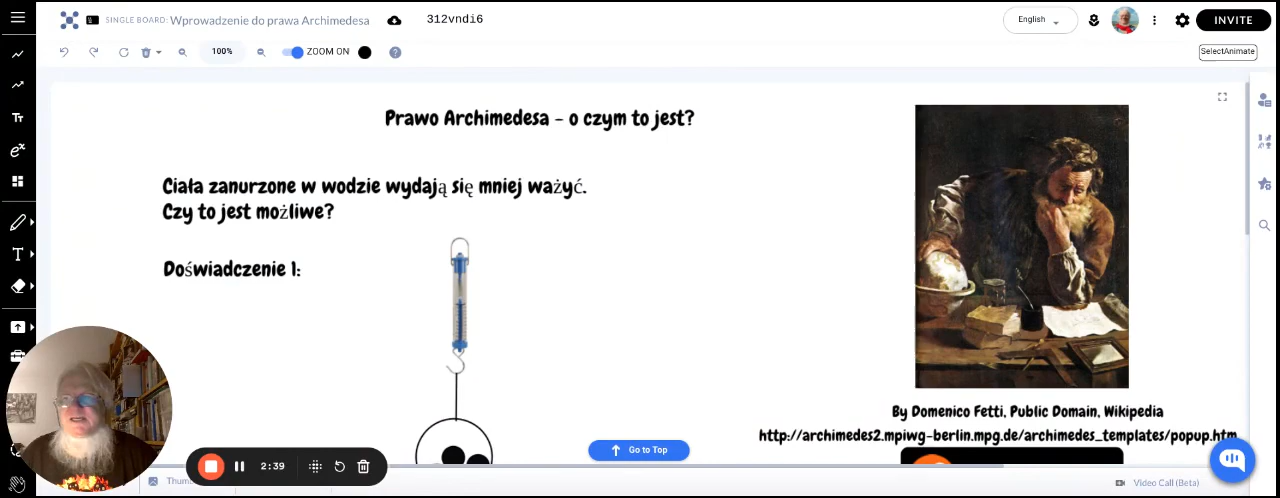 SINGLE BOARD: Wprowadzenie do prawa Archimedesa
312vndi6
English
INVITE
100%
ZOOM ON
SelectAnimate
Prawo Archimedesa - o czym to jest?
Ciała zanurzone w wodzie wydają się mniej ważyć.
Czy to jest możliwe?
Doświadczenie 1:
By Domenico Fetti, Public Domain, Wikipedia
http://archimedes2.mpiwg-berlin.mpg.de/archimedes_templates/popup.htm
Go to Top
2:39
Video Call (Beta)